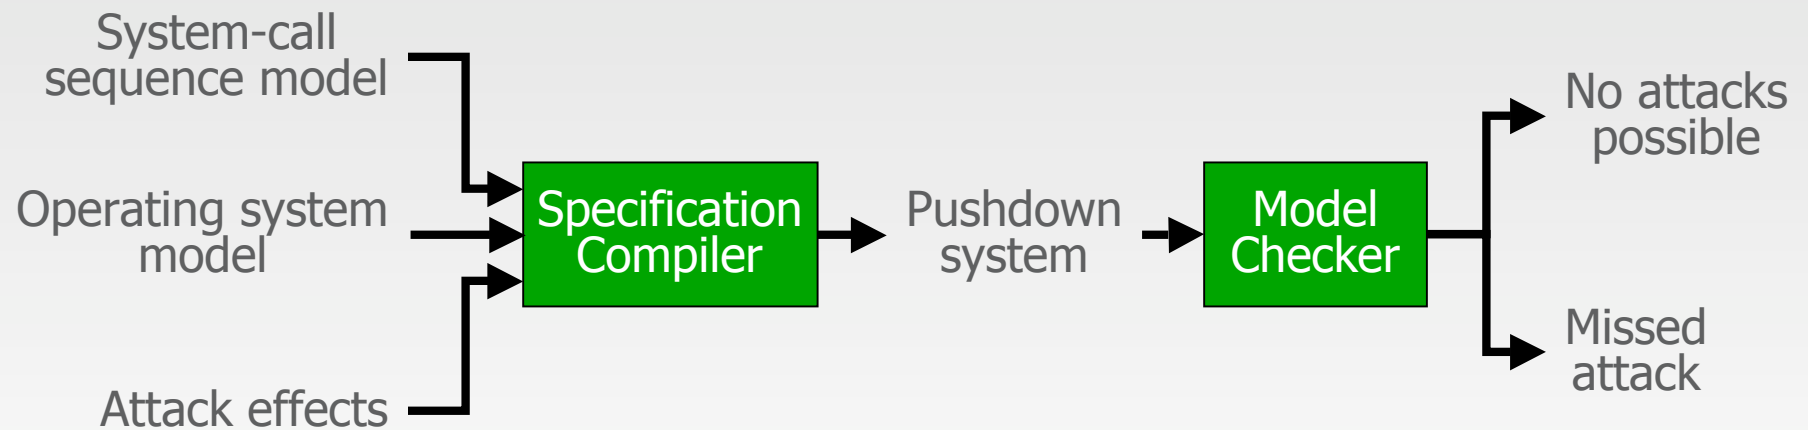 System-call
sequence model
Operating system
model
Attack effects
Specification
Compiler
Pushdown
system
Model
Checker
No attacks
possible
Missed
attack